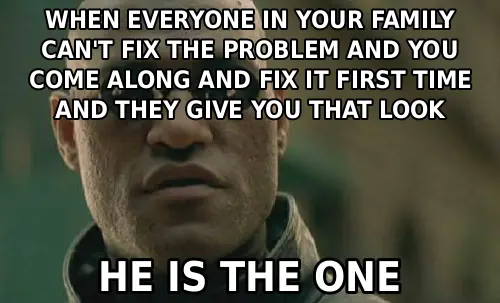 WHEN EVERYONE IN YOUR FAMILY
CAN'T FIX THE PROBLEM AND YOU
COME ALONG AND FIX IT FIRST TIME
AND THEY GIVE YOU THAT LOOK
HE IS THE ONE